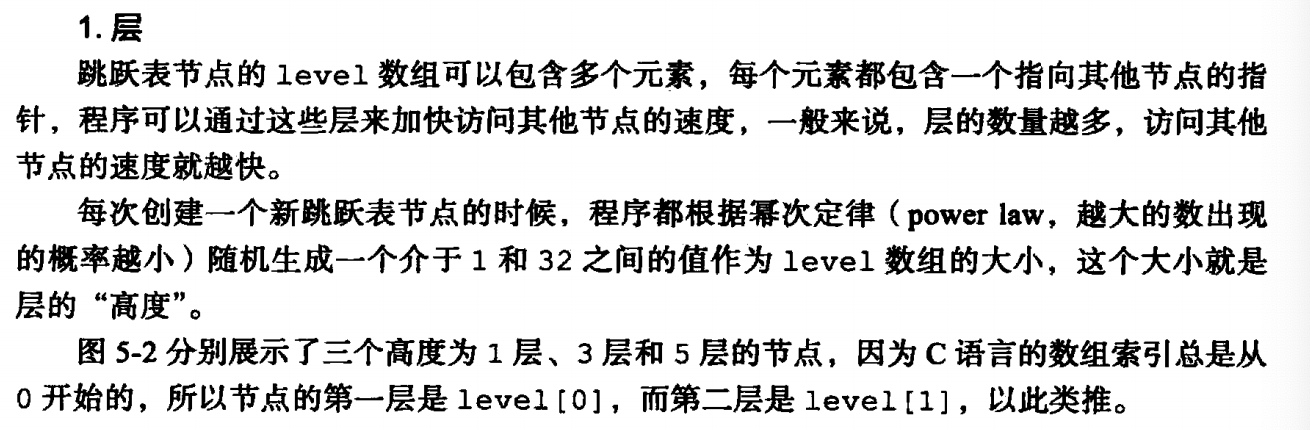 1. 层
跳跃表节点的 level 数组可以包含多个元素，每个元素都包含一个指向其他节点的指
针，程序可以通过这些层来加快访问其他节点的速度，一般来说，层的数量越多，访问其他
节点的速度就越快。
每次创建一个新跳跃表节点的时候，程序都根据幂次定律（power law，越大的数出现
的概率越小）随机生成一个介于 1 和 32 之间的值作为 level 数组的大小，这个大小就是
层的“高度”。
图 5-2 分别展示了三个高度为 1 层、3 层和 5 层的节点，因为 C 语言的数组索引总是从
0 开始的，所以节点的第一层是 level[0]，而第二层是 level[1]，以此类推。